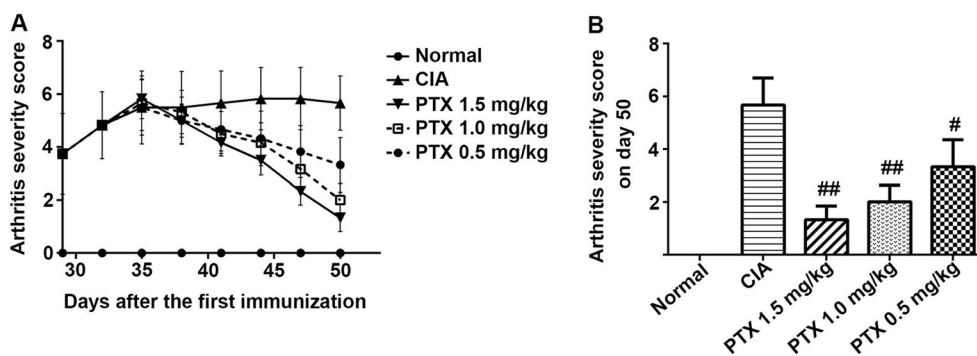 A
Arthritis severity score
8
6
4
2
0
30
35
40
45
50
Days after the first immunization
Normal
CIA
PTX 1.5 mg/kg
PTX 1.0 mg/kg
PTX 0.5 mg/kg
B
Arthritis severity score
on day 50
8
6
4
2
##
##
#
Normal
CIA
PTX 1.5 mg/kg
PTX 1.0 mg/kg
PTX 0.5 mg/kg